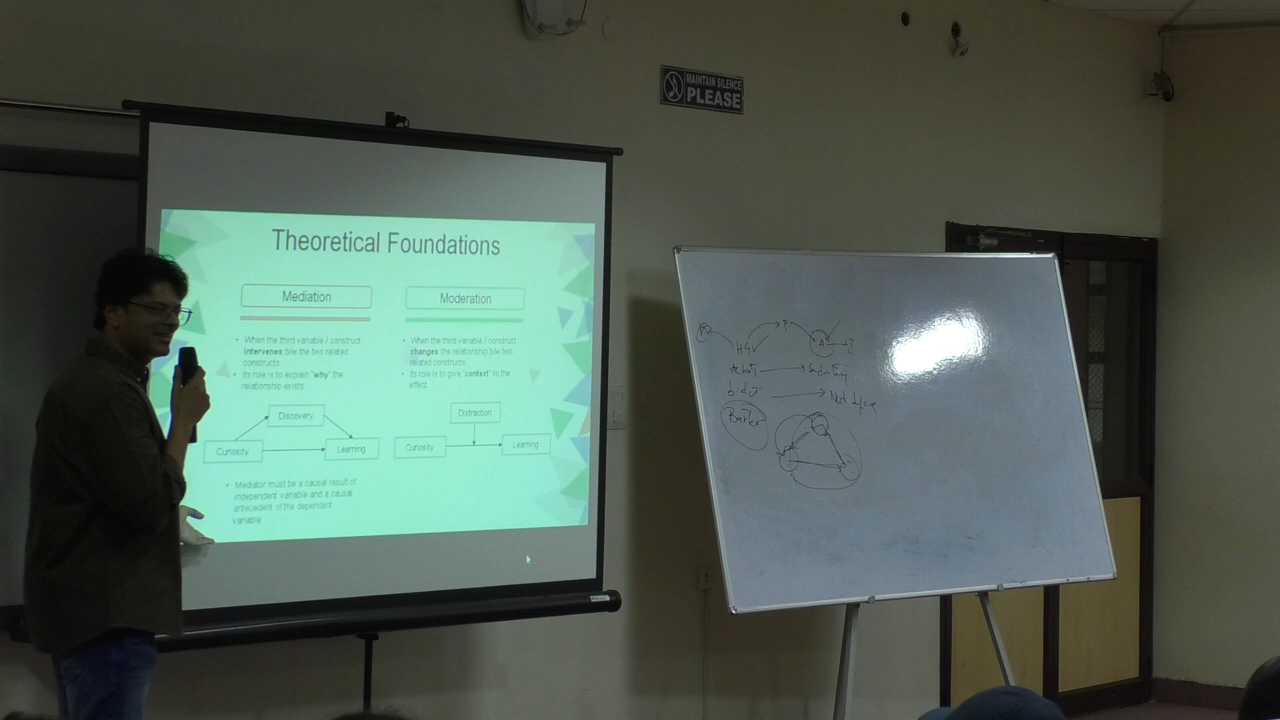 MAINTAIN SILENCE
PLEASE
Theoretical Foundations
Mediation
• When the third variable / construct
intervenes b/w the two related
constructs
• Its role is to explain "why" the
relationship exists
Discovery
Curiosity
Learning
• Mediator must be a causal result of
independent variable and a causal
antecedent of the dependent
variable
Moderation
• When the third variable / construct
changes the relationship b/w two
related constructs
• Its role is to give "context" to the
effect
Distraction
Curiosity
Learning
P